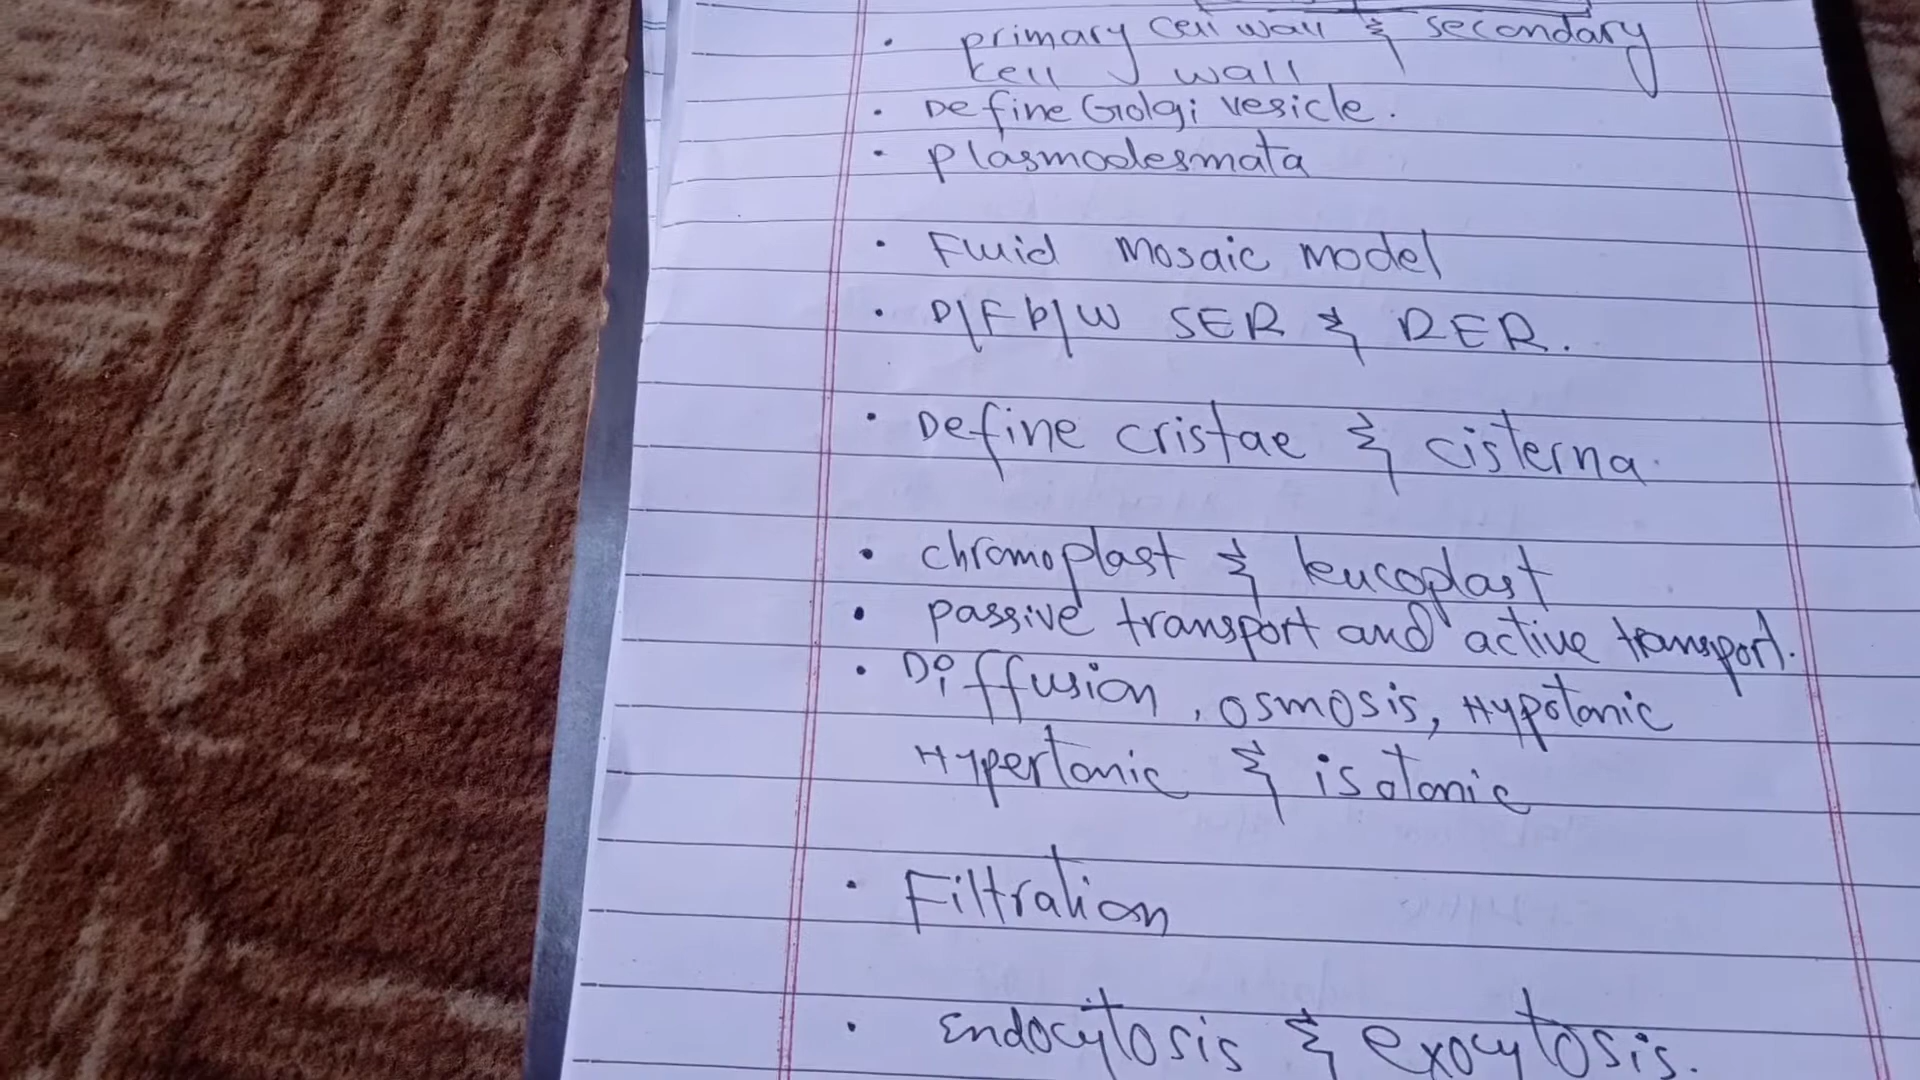 • primary cell wall & secondary
cell wall
• Define Golgi vesicle.
• plasmodesmata
• Fluid Mosaic model
• D/F b/w SER & RER.
• Define cristae & cisterna.
• chromoplast & leucoplast
• passive transport and active transport.
• Diffusion, osmosis, Hypotonic
Hypertonic & isotonic
• Filtration
• Endocytosis & exocytosis.